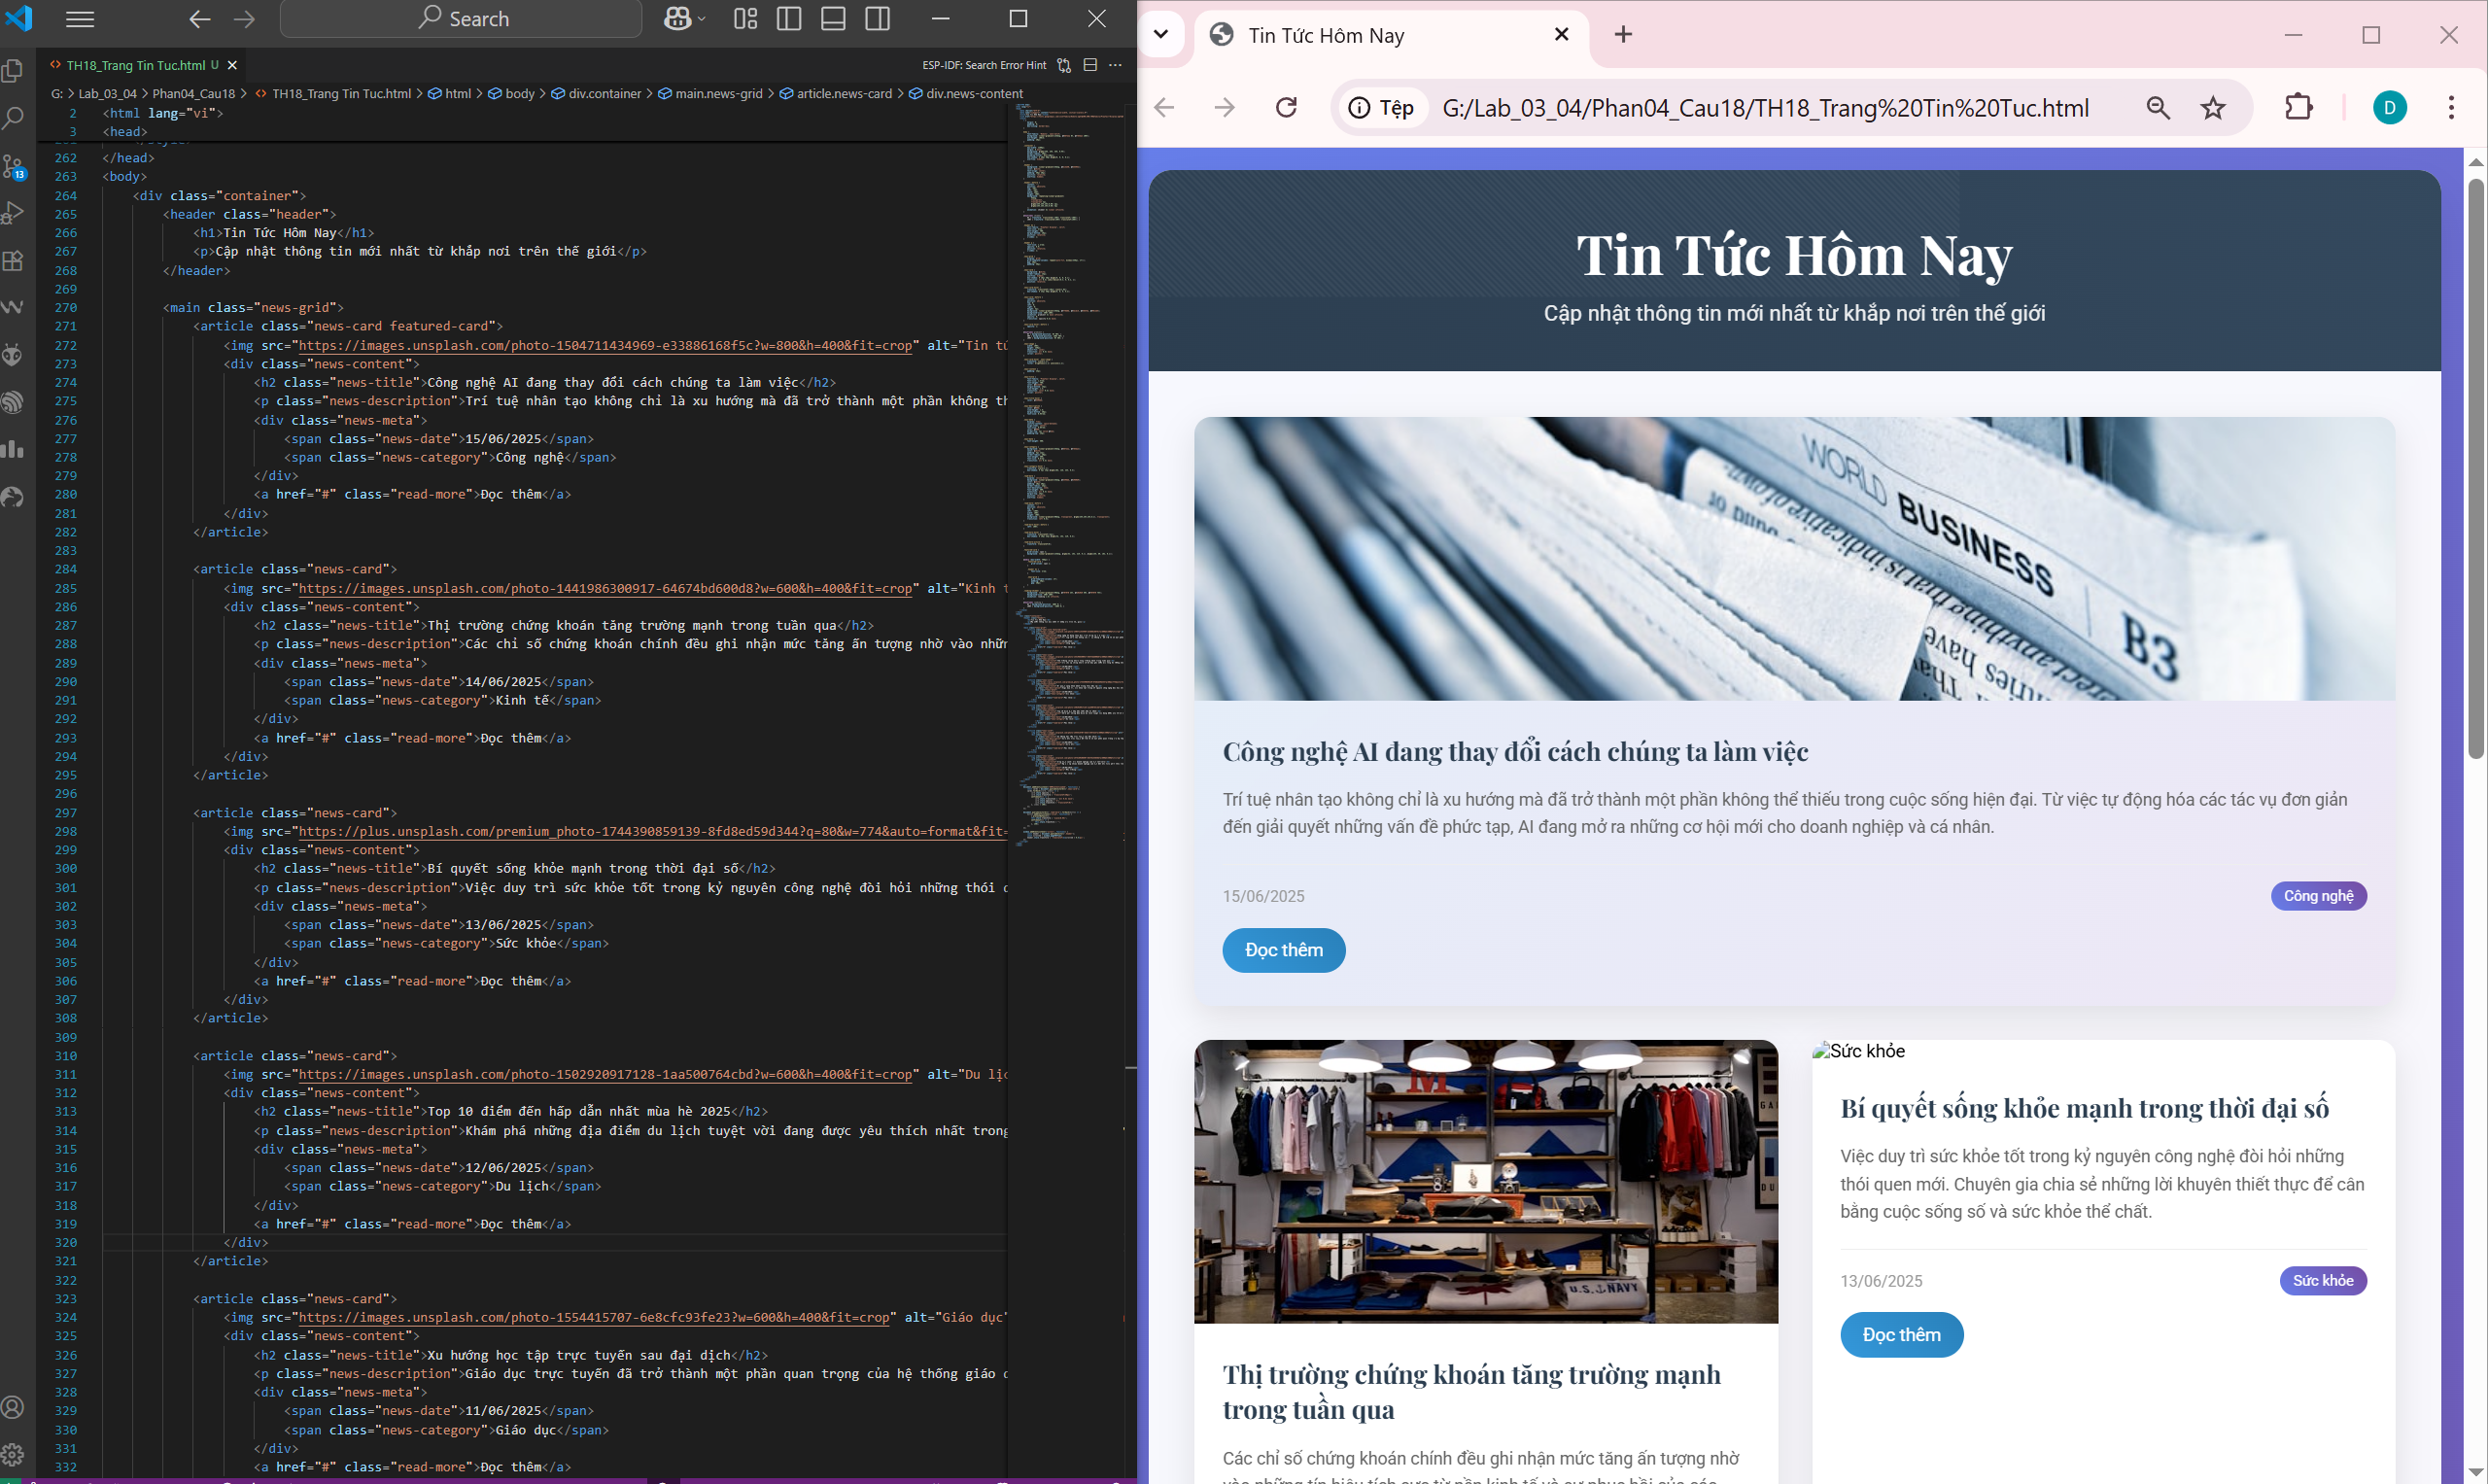 Search
TH18_Trang Tin Tuc.html U
ESP-IDF: Search Error Hint
G: > Lab_03_04 > Phan04_Cau18 > TH18_Trang Tin Tuc.html > html > body > div.container > main.news-grid > article.news-card > div.news-content
13
2 <html lang="vi">
3 <head>
262 </head>
263 <body>
264 <div class="container">
265 <header class="header">
266 <h1>Tin Tức Hôm Nay</h1>
267 <p>Cập nhật thông tin mới nhất từ khắp nơi trên thế giới</p>
268 </header>
269
270 <main class="news-grid">
271 <article class="news-card featured-card">
272 <img src="https://images.unsplash.com/photo-1504711434969-e33886168f5c?w=800&h=400&fit=crop" alt="Tin tứ
273 <div class="news-content">
274 <h2 class="news-title">Công nghệ AI đang thay đổi cách chúng ta làm việc</h2>
275 <p class="news-description">Trí tuệ nhân tạo không chỉ là xu hướng mà đã trở thành một phần không th
276 <div class="news-meta">
277 <span class="news-date">15/06/2025</span>
278 <span class="news-category">Công nghệ</span>
279 </div>
280 <a href="#" class="read-more">Đọc thêm</a>
281 </div>
282 </article>
283
284 <article class="news-card">
285 <img src="https://images.unsplash.com/photo-1441986300917-64674bd600d8?w=600&h=400&fit=crop" alt="Kinh t
286 <div class="news-content">
287 <h2 class="news-title">Thị trường chứng khoán tăng trưởng mạnh trong tuần qua</h2>
288 <p class="news-description">Các chỉ số chứng khoán chính đều ghi nhận mức tăng ấn tượng nhờ vào nhữn
289 <div class="news-meta">
290 <span class="news-date">14/06/2025</span>
291 <span class="news-category">Kinh tế</span>
292 </div>
293 <a href="#" class="read-more">Đọc thêm</a>
294 </div>
295 </article>
296
297 <article class="news-card">
298 <img src="https://plus.unsplash.com/premium_photo-1744390859139-8fd8ed59d344?q=80&w=774&auto=format&fit=
299 <div class="news-content">
300 <h2 class="news-title">Bí quyết sống khỏe mạnh trong thời đại số</h2>
301 <p class="news-description">Việc duy trì sức khỏe tốt trong kỷ nguyên công nghệ đòi hỏi những thói q
302 <div class="news-meta">
303 <span class="news-date">13/06/2025</span>
304 <span class="news-category">Sức khỏe</span>
305 </div>
306 <a href="#" class="read-more">Đọc thêm</a>
307 </div>
308 </article>
309
310 <article class="news-card">
311 <img src="https://images.unsplash.com/photo-1502920917128-1aa500764cbd?w=600&h=400&fit=crop" alt="Du lịc
312 <div class="news-content">
313 <h2 class="news-title">Top 10 điểm đến hấp dẫn nhất mùa hè 2025</h2>
314 <p class="news-description">Khám phá những địa điểm du lịch tuyệt vời đang được yêu thích nhất trong
315 <div class="news-meta">
316 <span class="news-date">12/06/2025</span>
317 <span class="news-category">Du lịch</span>
318 </div>
319 <a href="#" class="read-more">Đọc thêm</a>
320 </div>
321 </article>
322
323 <article class="news-card">
324 <img src="https://images.unsplash.com/photo-1554415707-6e8cfc93fe23?w=600&h=400&fit=crop" alt="Giáo dục"
325 <div class="news-content">
326 <h2 class="news-title">Xu hướng học tập trực tuyến sau đại dịch</h2>
327 <p class="news-description">Giáo dục trực tuyến đã trở thành một phần quan trọng của hệ thống giáo d
328 <div class="news-meta">
329 <span class="news-date">11/06/2025</span>
330 <span class="news-category">Giáo dục</span>
331 </div>
332 <a href="#" class="read-more">Đọc thêm</a>
Tin Tức Hôm Nay
Tệp G:/Lab_03_04/Phan04_Cau18/TH18_Trang%20Tin%20Tuc.html
D
Tin Tức Hôm Nay
Cập nhật thông tin mới nhất từ khắp nơi trên thế giới
WORLD BUSINESS B3
Công nghệ AI đang thay đổi cách chúng ta làm việc
Trí tuệ nhân tạo không chỉ là xu hướng mà đã trở thành một phần không thể thiếu trong cuộc sống hiện đại. Từ việc tự động hóa các tác vụ đơn giản
đến giải quyết những vấn đề phức tạp, AI đang mở ra những cơ hội mới cho doanh nghiệp và cá nhân.
15/06/2025
Công nghệ
Đọc thêm
M
U.S. NAVY
Thị trường chứng khoán tăng trưởng mạnh
trong tuần qua
Các chỉ số chứng khoán chính đều ghi nhận mức tăng ấn tượng nhờ
Sức khỏe
Bí quyết sống khỏe mạnh trong thời đại số
Việc duy trì sức khỏe tốt trong kỷ nguyên công nghệ đòi hỏi những
thói quen mới. Chuyên gia chia sẻ những lời khuyên thiết thực để cân
bằng cuộc sống số và sức khỏe thể chất.
13/06/2025
Sức khỏe
Đọc thêm